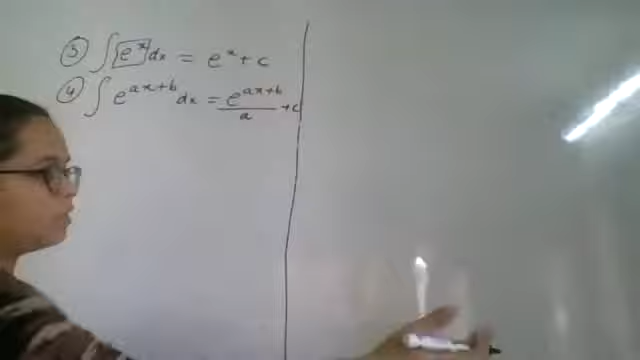 ③ ∫ e^x dx = e^x + c
④ ∫ e^{ax+b} dx = e^{ax+b}/a + c